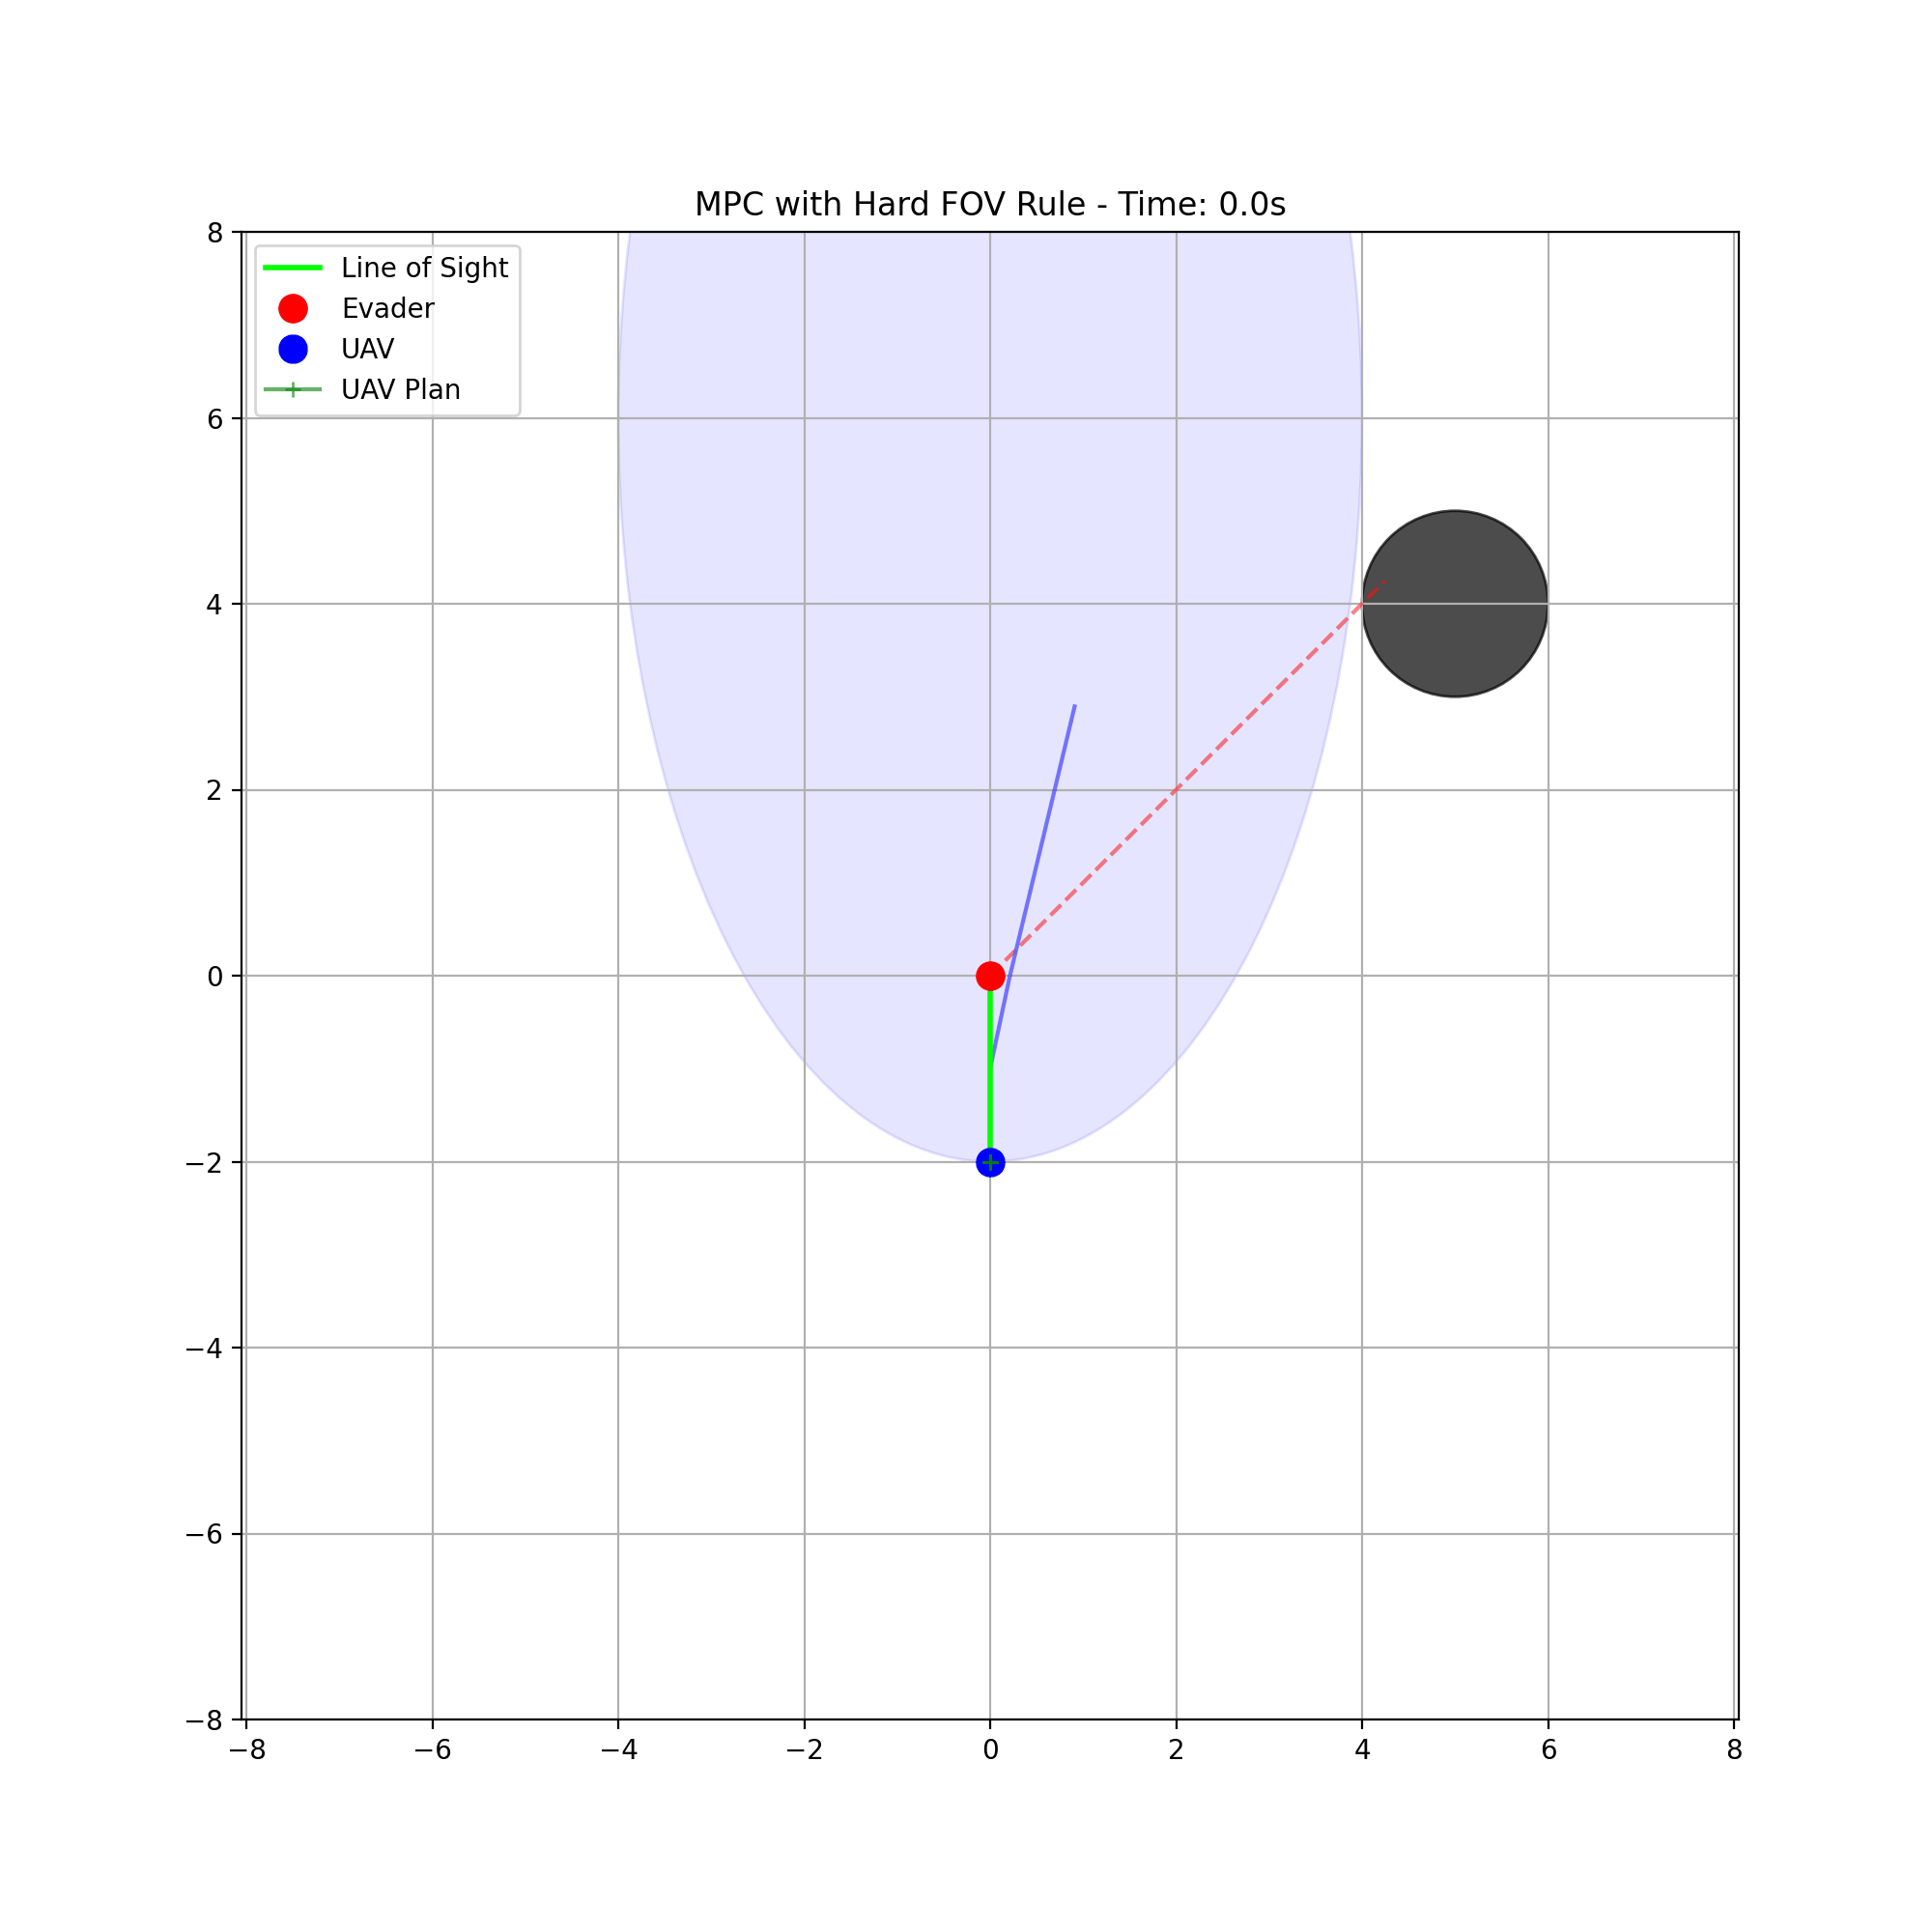 MPC with Hard FOV Rule - Time: 0.0s
Line of Sight
Evader
UAV
UAV Plan
8
6
4
2
0
−2
−4
−6
−8
−8 −6 −4 −2 0 2 4 6 8